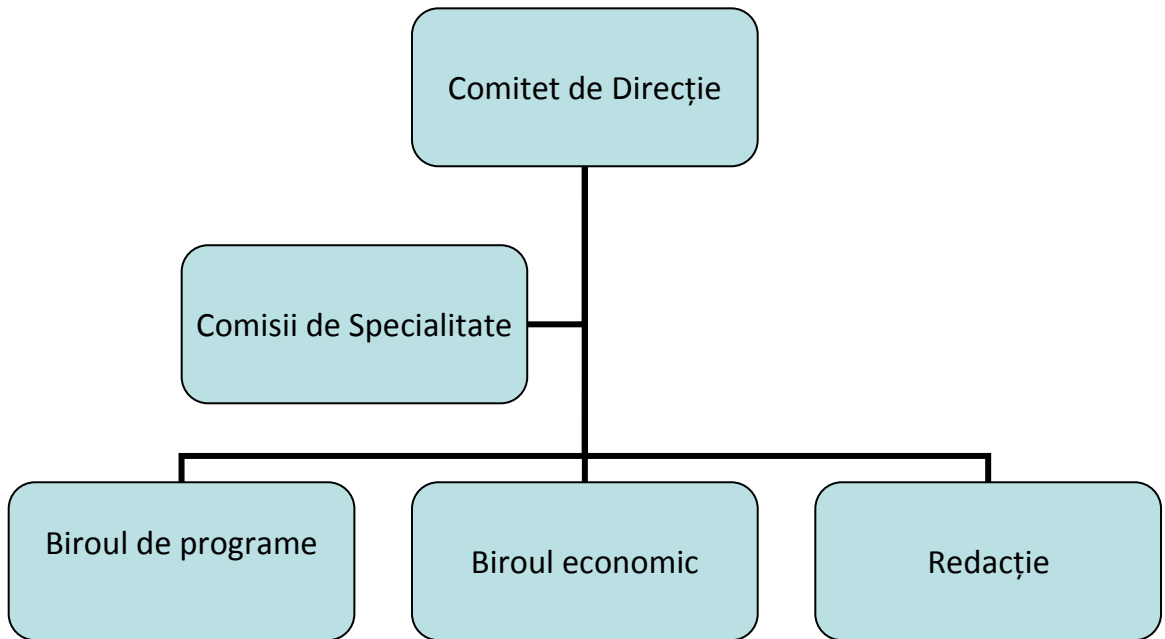 Comitet de Direcție
Comisii de Specialitate
Biroul de programe
Biroul economic
Redacție